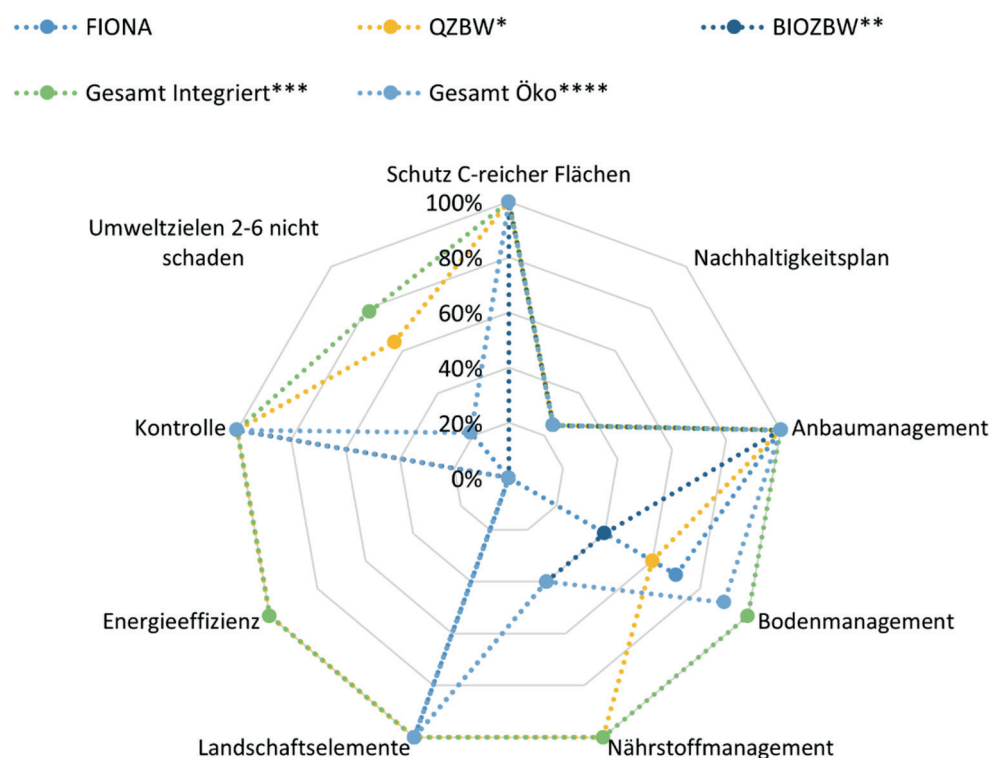 FIONA
QZBW*
BIOZBW**
Gesamt Integriert***
Gesamt Öko****
Schutz C-reicher Flächen
100%
Umweltzielen 2-6 nicht
schaden
80%
Nachhaltigkeitsplan
60%
40%
20%
Kontrolle
Anbaumanagement
0%
Energieeffizienz
Bodenmanagement
Landschaftselemente
Nährstoffmanagement